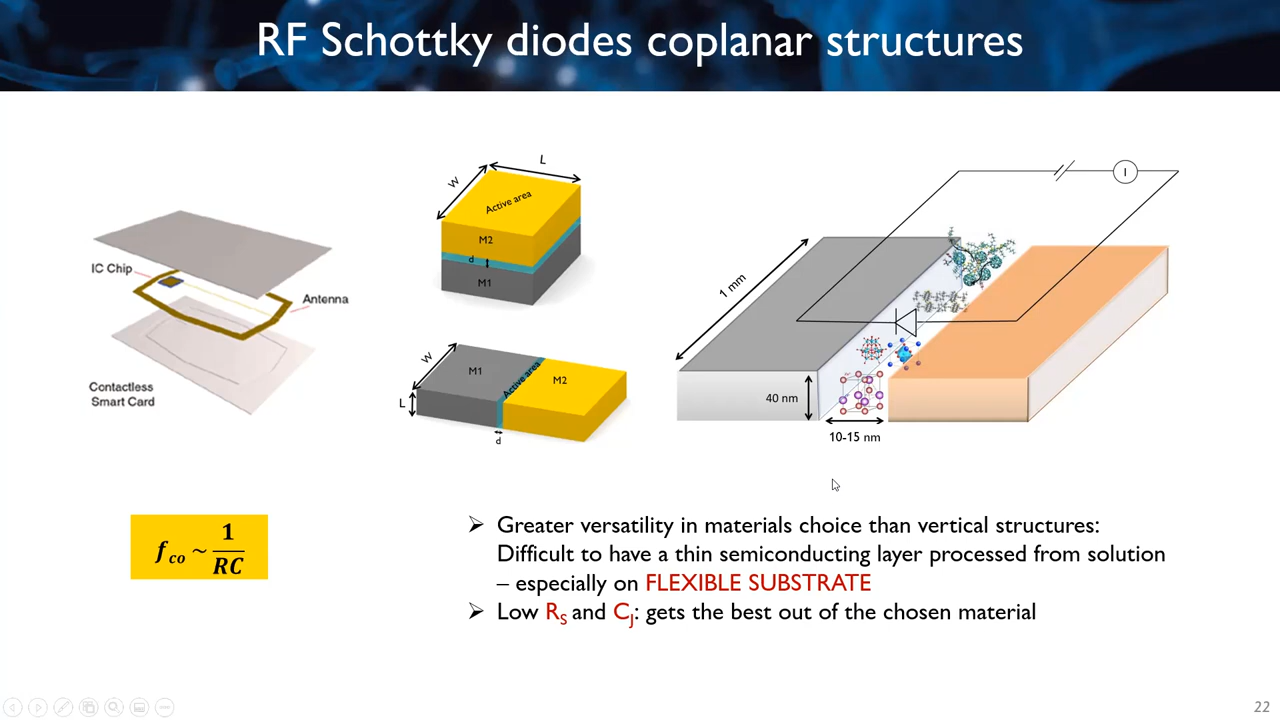 RF Schottky diodes coplanar structures
IC Chip
Antenna
Contactless
Smart Card
W
L
Active area
M2
d
M1
W
L
M1
Active area
M2
d
I
1 mm
40 nm
10-15 nm
f_co ~ 1/RC
➢ Greater versatility in materials choice than vertical structures:
Difficult to have a thin semiconducting layer processed from solution
– especially on FLEXIBLE SUBSTRATE
➢ Low R_S and C_J: gets the best out of the chosen material
22